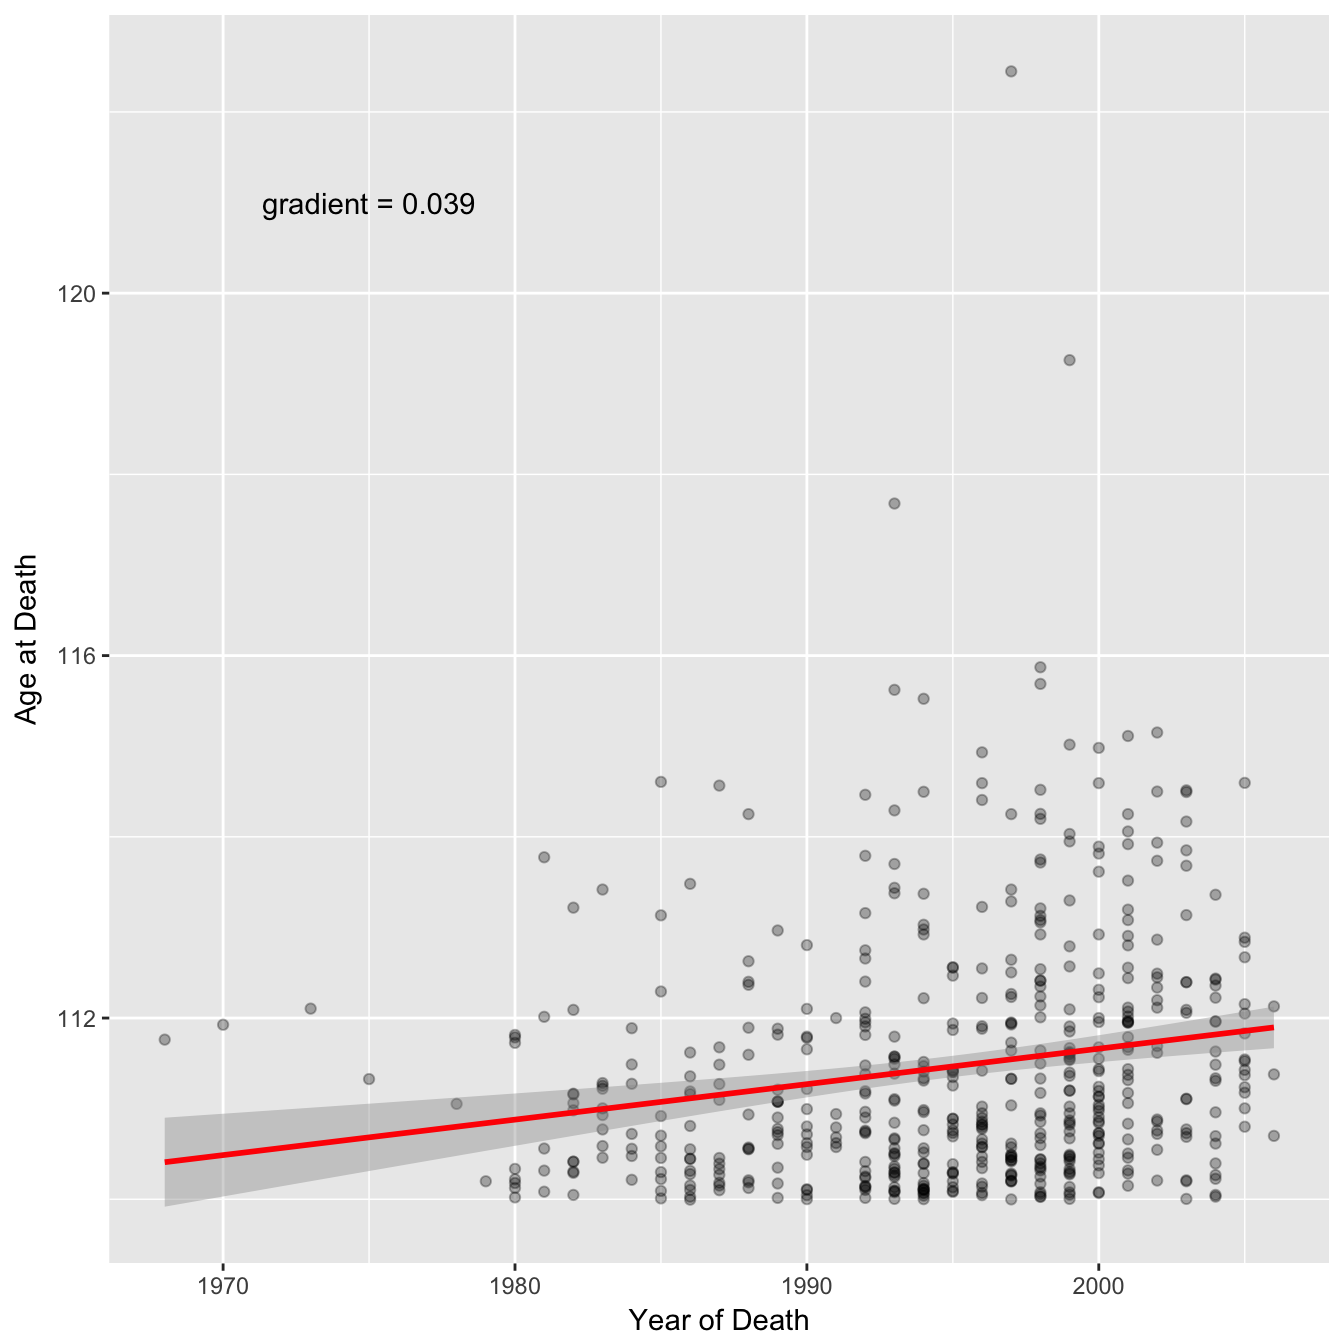 gradient = 0.039
120
116
112
Age at Death
1970 1980 1990 2000
Year of Death